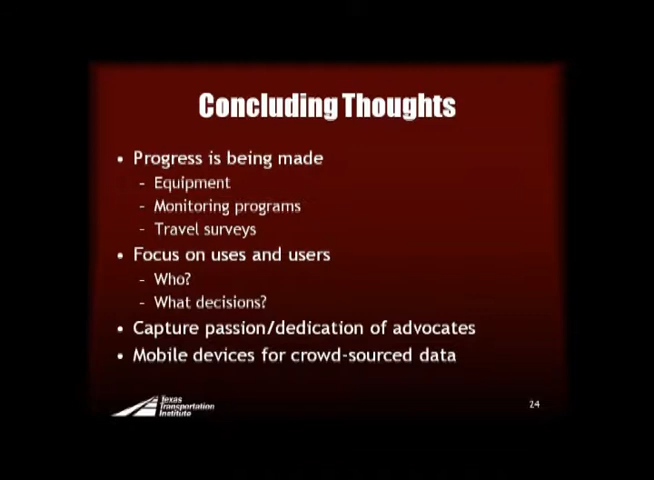 Concluding Thoughts
• Progress is being made
– Equipment
– Monitoring programs
– Travel surveys
• Focus on uses and users
– Who?
– What decisions?
• Capture passion/dedication of advocates
• Mobile devices for crowd-sourced data
Texas
Transportation
Institute
24